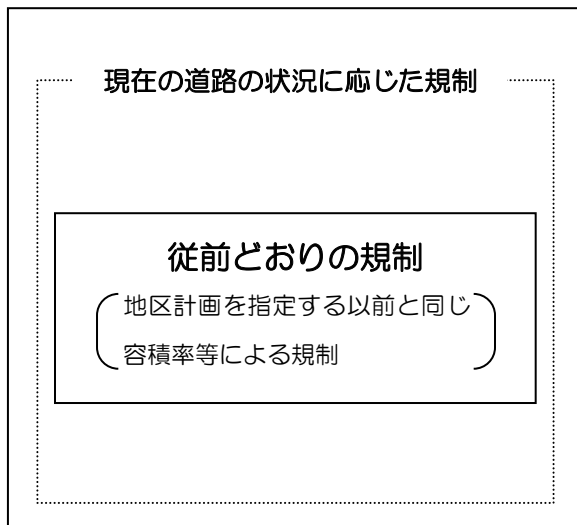 現在の道路の状況に応じた規制
従前どおりの規制
地区計画を指定する以前と同じ
容積率等による規制